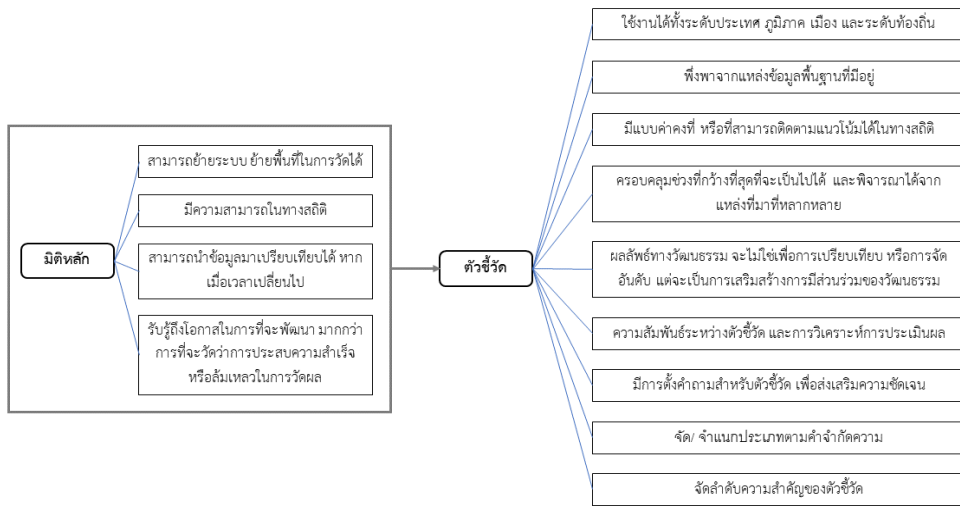 มิติหลัก
สามารถย้ายระบบ ย้ายพื้นที่ในการวัดได้
มีความสามารถในทางสถิติ
สามารถนำข้อมูลมาเปรียบเทียบได้ หาก
เมื่อเวลาเปลี่ยนไป
รับรู้ถึงโอกาสในการที่จะพัฒนา มากกว่า
การที่จะวัดว่าการประสบความสำเร็จ
หรือล้มเหลวในการวัดผล
ตัวชี้วัด
ใช้งานได้ทั้งระดับประเทศ ภูมิภาค เมือง และระดับท้องถิ่น
พึ่งพาจากแหล่งข้อมูลพื้นฐานที่มีอยู่
มีแบบค่าคงที่ หรือที่สามารถติดตามแนวโน้มได้ในทางสถิติ
ครอบคลุมช่วงที่กว้างที่สุดที่จะเป็นไปได้ และพิจารณาได้จาก
แหล่งที่มาที่หลากหลาย
ผลลัพธ์ทางวัฒนธรรม จะไม่ใช่เพื่อการเปรียบเทียบ หรือการจัด
อันดับ แต่จะเป็นการเสริมสร้างการมีส่วนร่วมของวัฒนธรรม
ความสัมพันธ์ระหว่างตัวชี้วัด และการวิเคราะห์การประเมินผล
มีการตั้งคำถามสำหรับตัวชี้วัด เพื่อส่งเสริมความชัดเจน
จัด/ จำแนกประเภทตามคำจำกัดความ
จัดลำดับความสำคัญของตัวชี้วัด